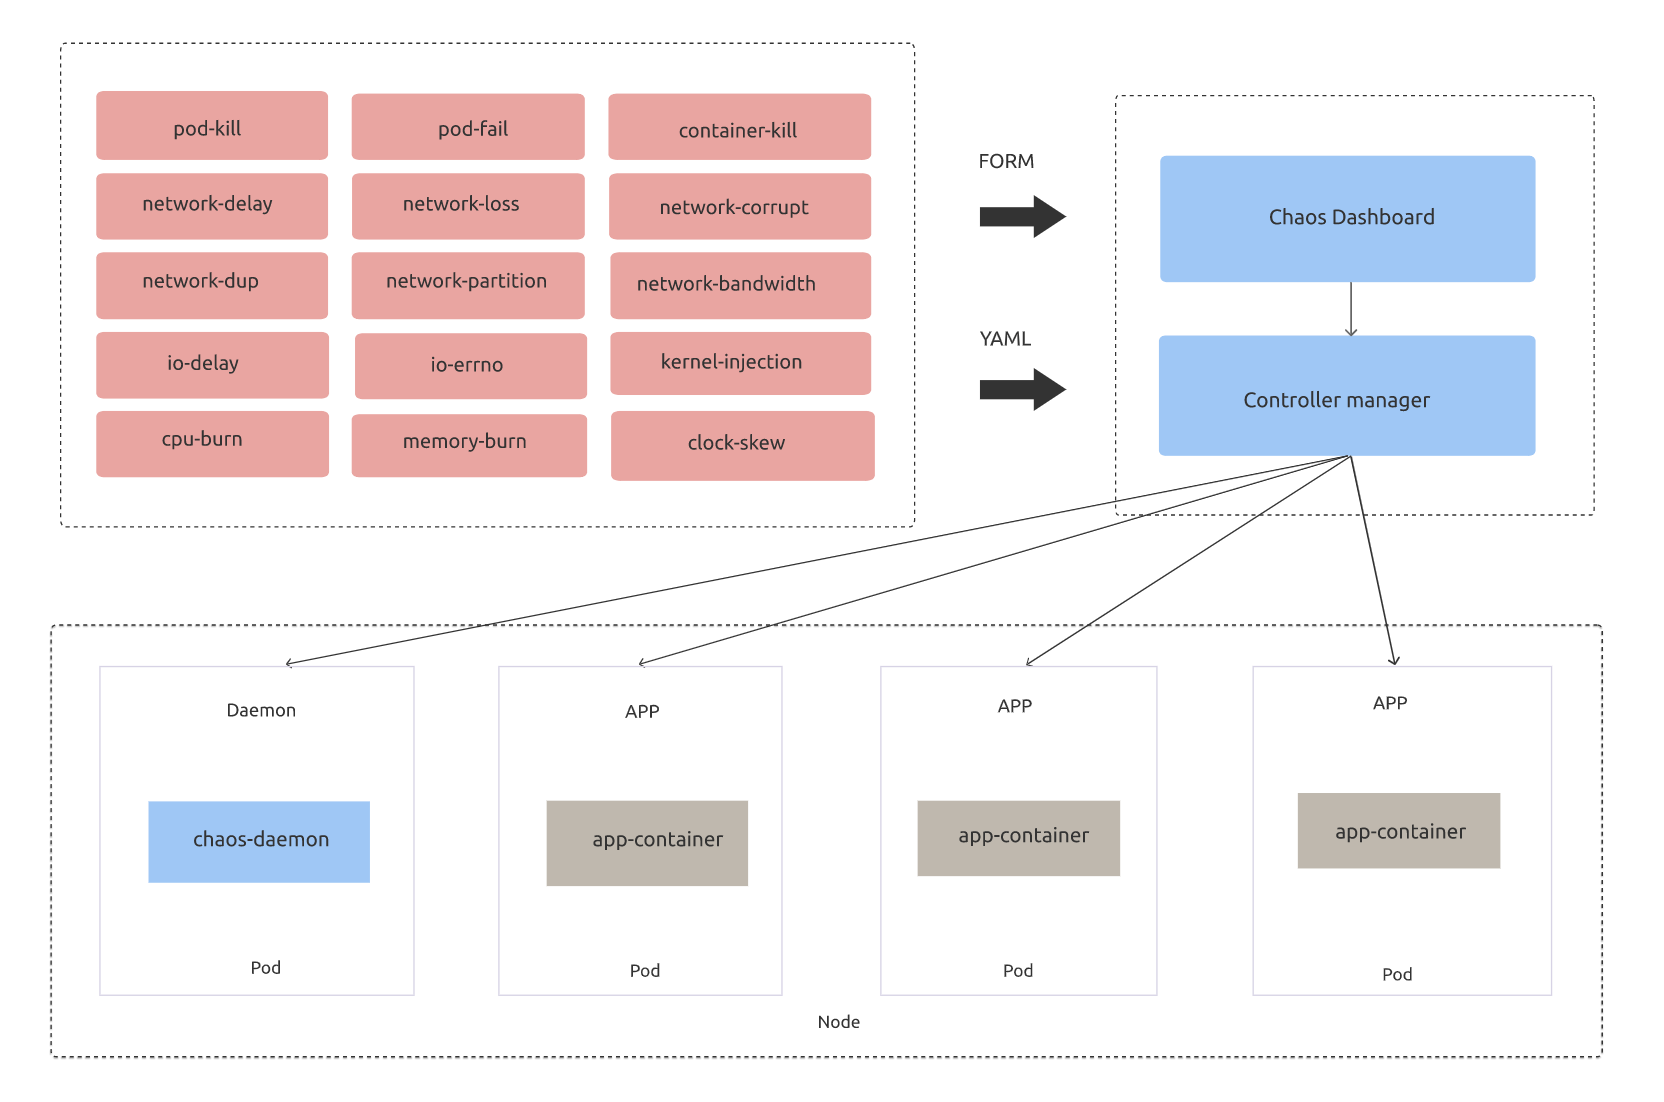 pod-kill
pod-fail
container-kill
network-delay
network-loss
network-corrupt
network-dup
network-partition
network-bandwidth
io-delay
io-errno
kernel-injection
cpu-burn
memory-burn
clock-skew
FORM
YAML
Chaos Dashboard
Controller manager
Daemon
chaos-daemon
Pod
APP
app-container
Pod
APP
app-container
Pod
APP
app-container
Pod
Node